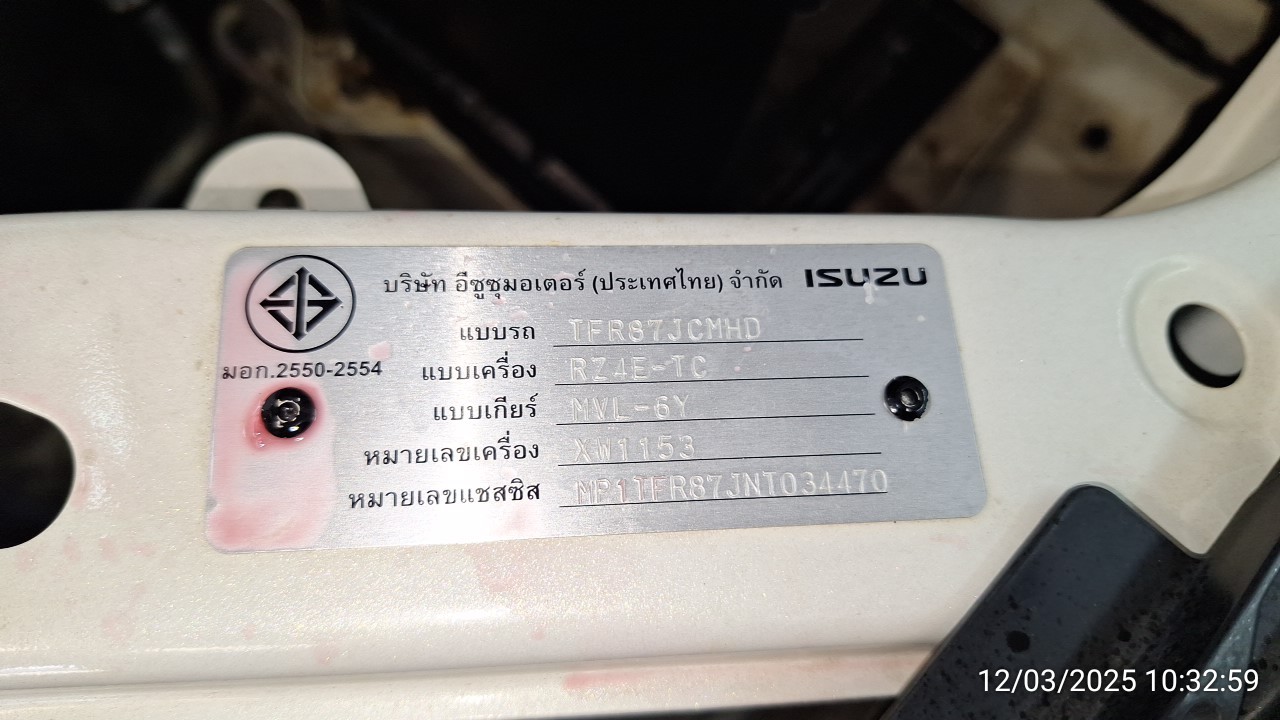 บริษัท อีซูซุมอเตอร์ (ประเทศไทย) จำกัด ISUZU
แบบรถ TFR87JCMHD
มอก.2550-2554
แบบเครื่อง RZ4E-TC
แบบเกียร์ MVL-6Y
หมายเลขเครื่อง XW1153
หมายเลขแชสซิส MP1TFR87JNT034470
12/03/2025 10:32:59